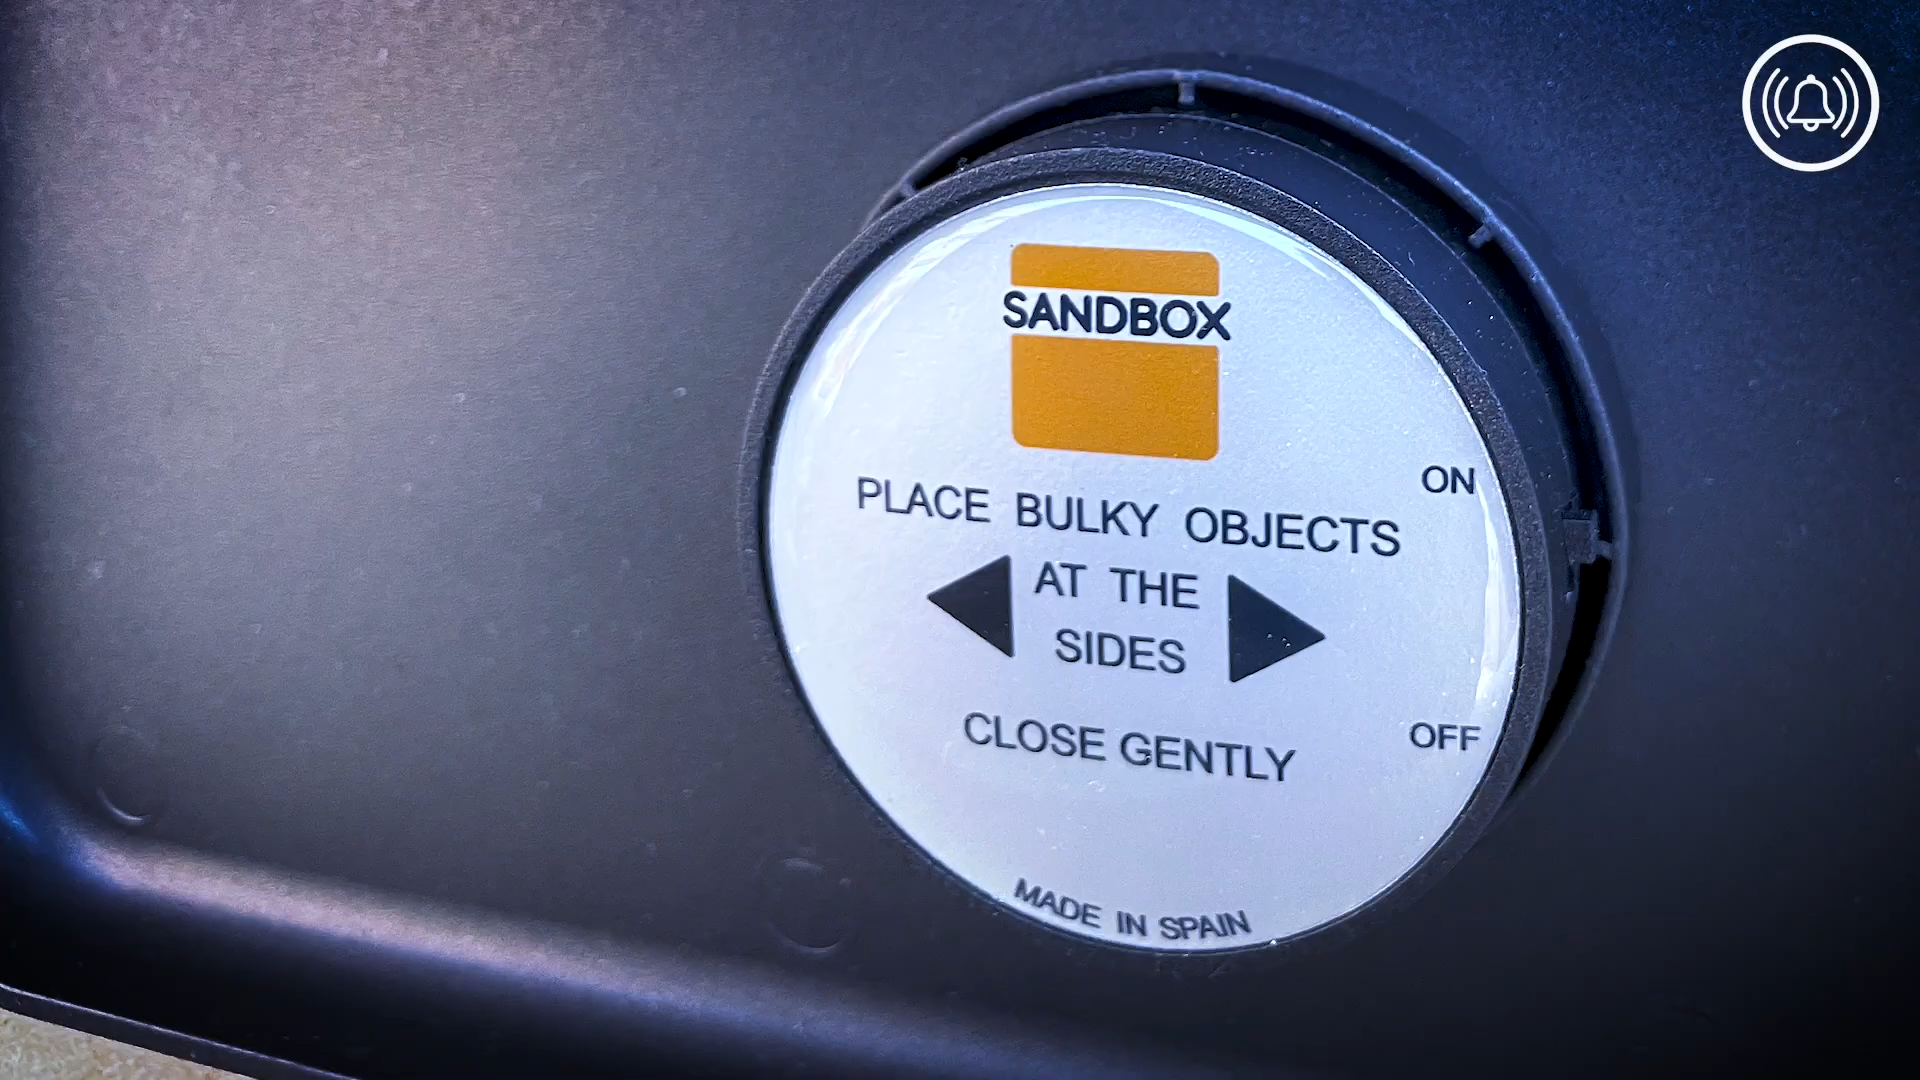 SANDBOX
ON
PLACE BULKY OBJECTS
AT THE
SIDES
CLOSE GENTLY
OFF
MADE IN SPAIN